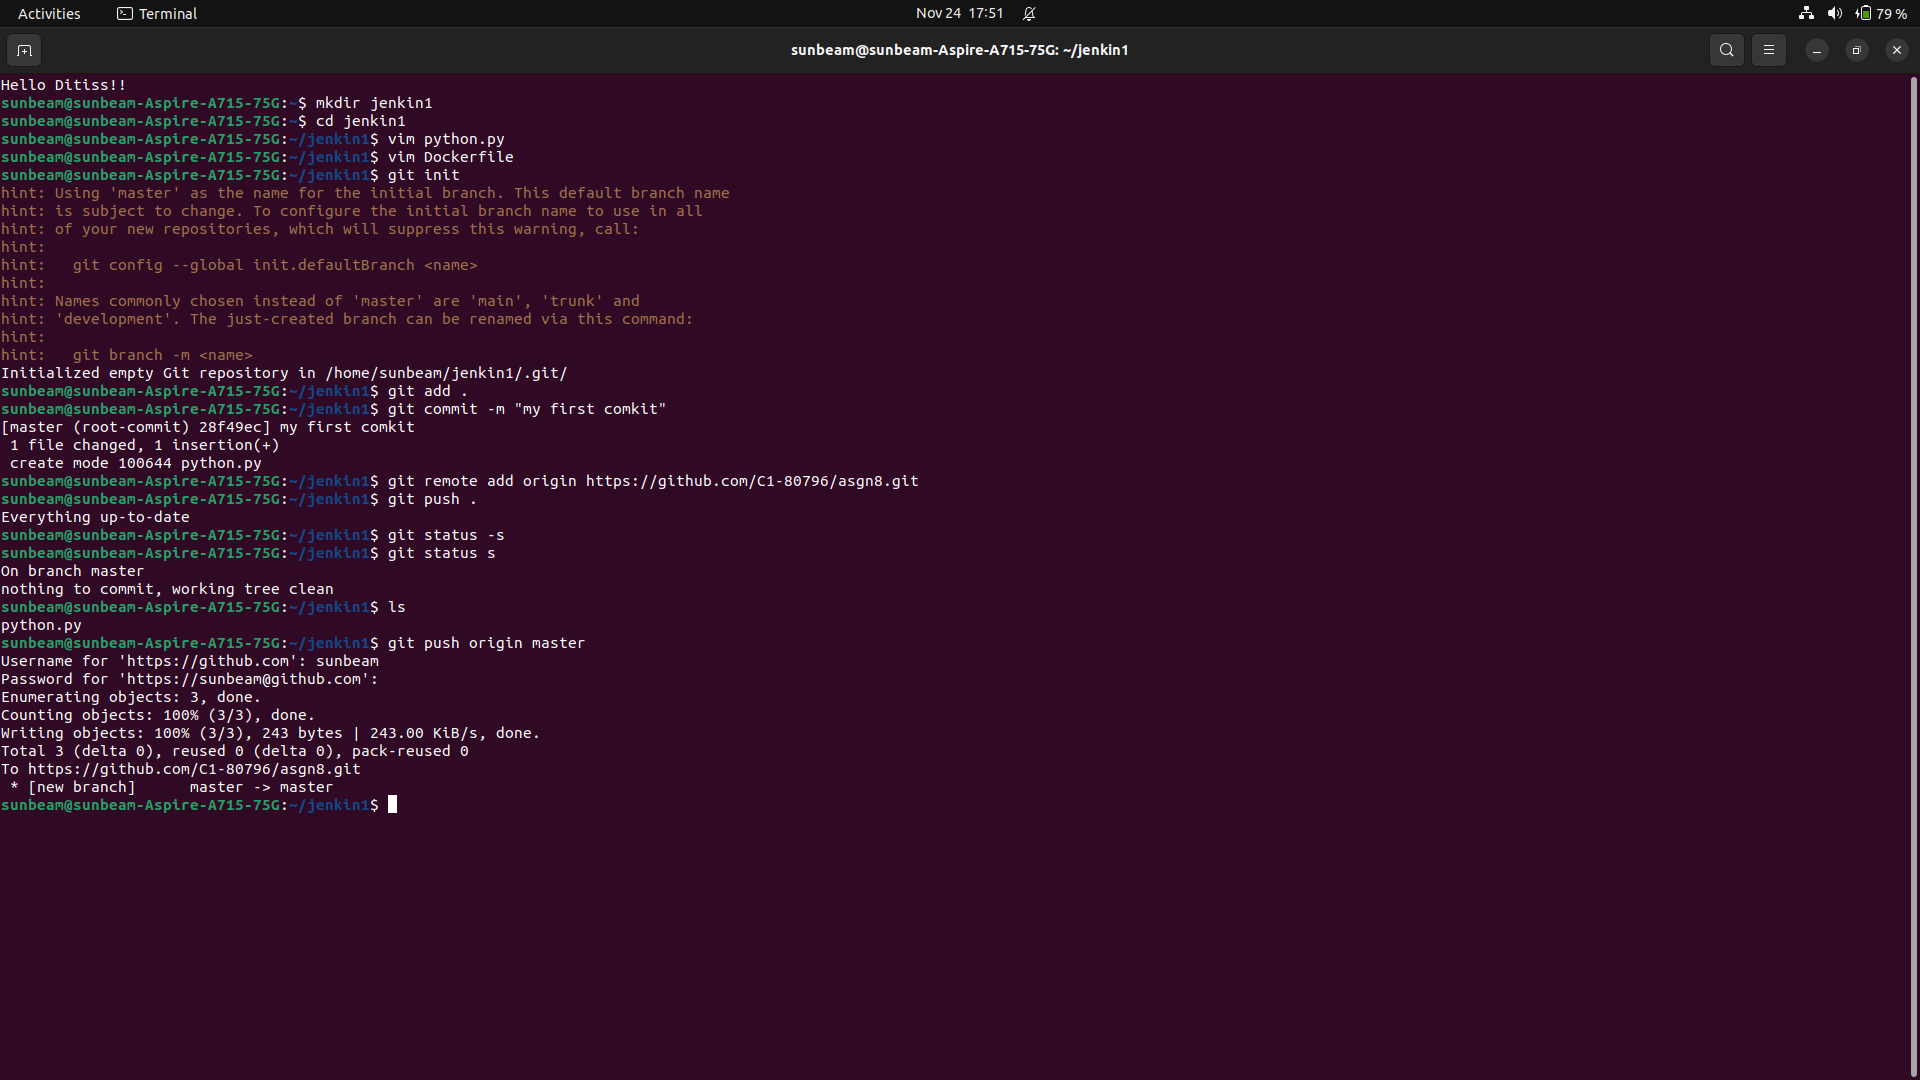 Activities Terminal Nov 24 17:51 79 %
sunbeam@sunbeam-Aspire-A715-75G: ~/jenkin1
Hello Ditiss!!
sunbeam@sunbeam-Aspire-A715-75G:~$ mkdir jenkin1
sunbeam@sunbeam-Aspire-A715-75G:~$ cd jenkin1
sunbeam@sunbeam-Aspire-A715-75G:~/jenkin1$ vim python.py
sunbeam@sunbeam-Aspire-A715-75G:~/jenkin1$ vim Dockerfile
sunbeam@sunbeam-Aspire-A715-75G:~/jenkin1$ git init
hint: Using 'master' as the name for the initial branch. This default branch name
hint: is subject to change. To configure the initial branch name to use in all
hint: of your new repositories, which will suppress this warning, call:
hint:
hint:   git config --global init.defaultBranch <name>
hint:
hint: Names commonly chosen instead of 'master' are 'main', 'trunk' and
hint: 'development'. The just-created branch can be renamed via this command:
hint:
hint:   git branch -m <name>
Initialized empty Git repository in /home/sunbeam/jenkin1/.git/
sunbeam@sunbeam-Aspire-A715-75G:~/jenkin1$ git add .
sunbeam@sunbeam-Aspire-A715-75G:~/jenkin1$ git commit -m "my first comkit"
[master (root-commit) 28f49ec] my first comkit
 1 file changed, 1 insertion(+)
 create mode 100644 python.py
sunbeam@sunbeam-Aspire-A715-75G:~/jenkin1$ git remote add origin https://github.com/C1-80796/asgn8.git
sunbeam@sunbeam-Aspire-A715-75G:~/jenkin1$ git push .
Everything up-to-date
sunbeam@sunbeam-Aspire-A715-75G:~/jenkin1$ git status -s
sunbeam@sunbeam-Aspire-A715-75G:~/jenkin1$ git status s
On branch master
nothing to commit, working tree clean
sunbeam@sunbeam-Aspire-A715-75G:~/jenkin1$ ls
python.py
sunbeam@sunbeam-Aspire-A715-75G:~/jenkin1$ git push origin master
Username for 'https://github.com': sunbeam
Password for 'https://sunbeam@github.com':
Enumerating objects: 3, done.
Counting objects: 100% (3/3), done.
Writing objects: 100% (3/3), 243 bytes | 243.00 KiB/s, done.
Total 3 (delta 0), reused 0 (delta 0), pack-reused 0
To https://github.com/C1-80796/asgn8.git
 * [new branch]      master -> master
sunbeam@sunbeam-Aspire-A715-75G:~/jenkin1$